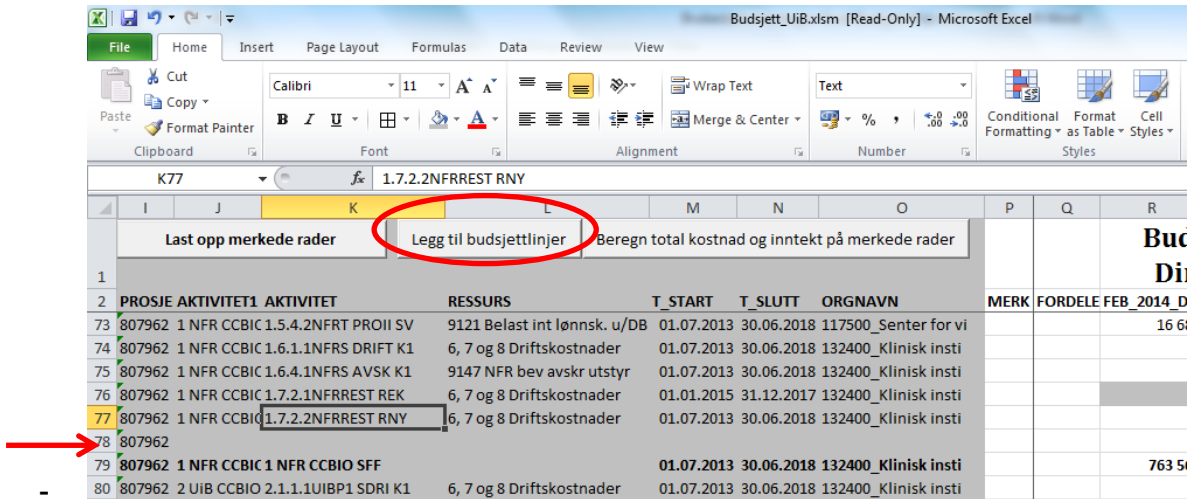 Budsjett_UiB.xlsm [Read-Only] - Microsoft Excel
File Home Insert Page Layout Formulas Data Review View
Cut
Copy
Format Painter
Paste
Calibri 11 A A
B I U A
Wrap Text
Merge & Center
Text
% , .00 .0
Conditional Formatting
Format as Table
Cell Styles
Clipboard Font Alignment Number Styles
K77 fx 1.7.2.2NFRREST RNY
I J K L M N O P Q R
Last opp merkede rader Legg til budsjettlinjer Beregn total kostnad og inntekt på merkede rader
1
2 PROSJE AKTIVITET1 AKTIVITET RESSURS T_START T_SLUTT ORGNAVN MERK FORDELE FEB_2014_D
73 807962 1 NFR CCBIC 1.5.4.2NFRT PROII SV 9121 Belast int lønnsk. u/DB 01.07.2013 30.06.2018 117500_Senter for vi 16 68
74 807962 1 NFR CCBIC 1.6.1.1NFRS DRIFT K1 6, 7 og 8 Driftskostnader 01.07.2013 30.06.2018 132400_Klinisk insti
75 807962 1 NFR CCBIC 1.6.4.1NFRS AVSK K1 9147 NFR bev avskr utstyr 01.07.2013 30.06.2018 132400_Klinisk insti
76 807962 1 NFR CCBIC 1.7.2.1NFRREST REK 6, 7 og 8 Driftskostnader 01.01.2015 31.12.2017 132400_Klinisk insti
77 807962 1 NFR CCBIC 1.7.2.2NFRREST RNY 6, 7 og 8 Driftskostnader 01.07.2013 30.06.2018 132400_Klinisk insti
78 807962
79 807962 1 NFR CCBIC 1 NFR CCBIO SFF 01.07.2013 30.06.2018 132400_Klinisk insti 763 56
80 807962 2 UiB CCBIO 2.1.1.1UIBP1 SDRI K1 6, 7 og 8 Driftskostnader 01.07.2013 30.06.2018 132400_Klinisk insti
-